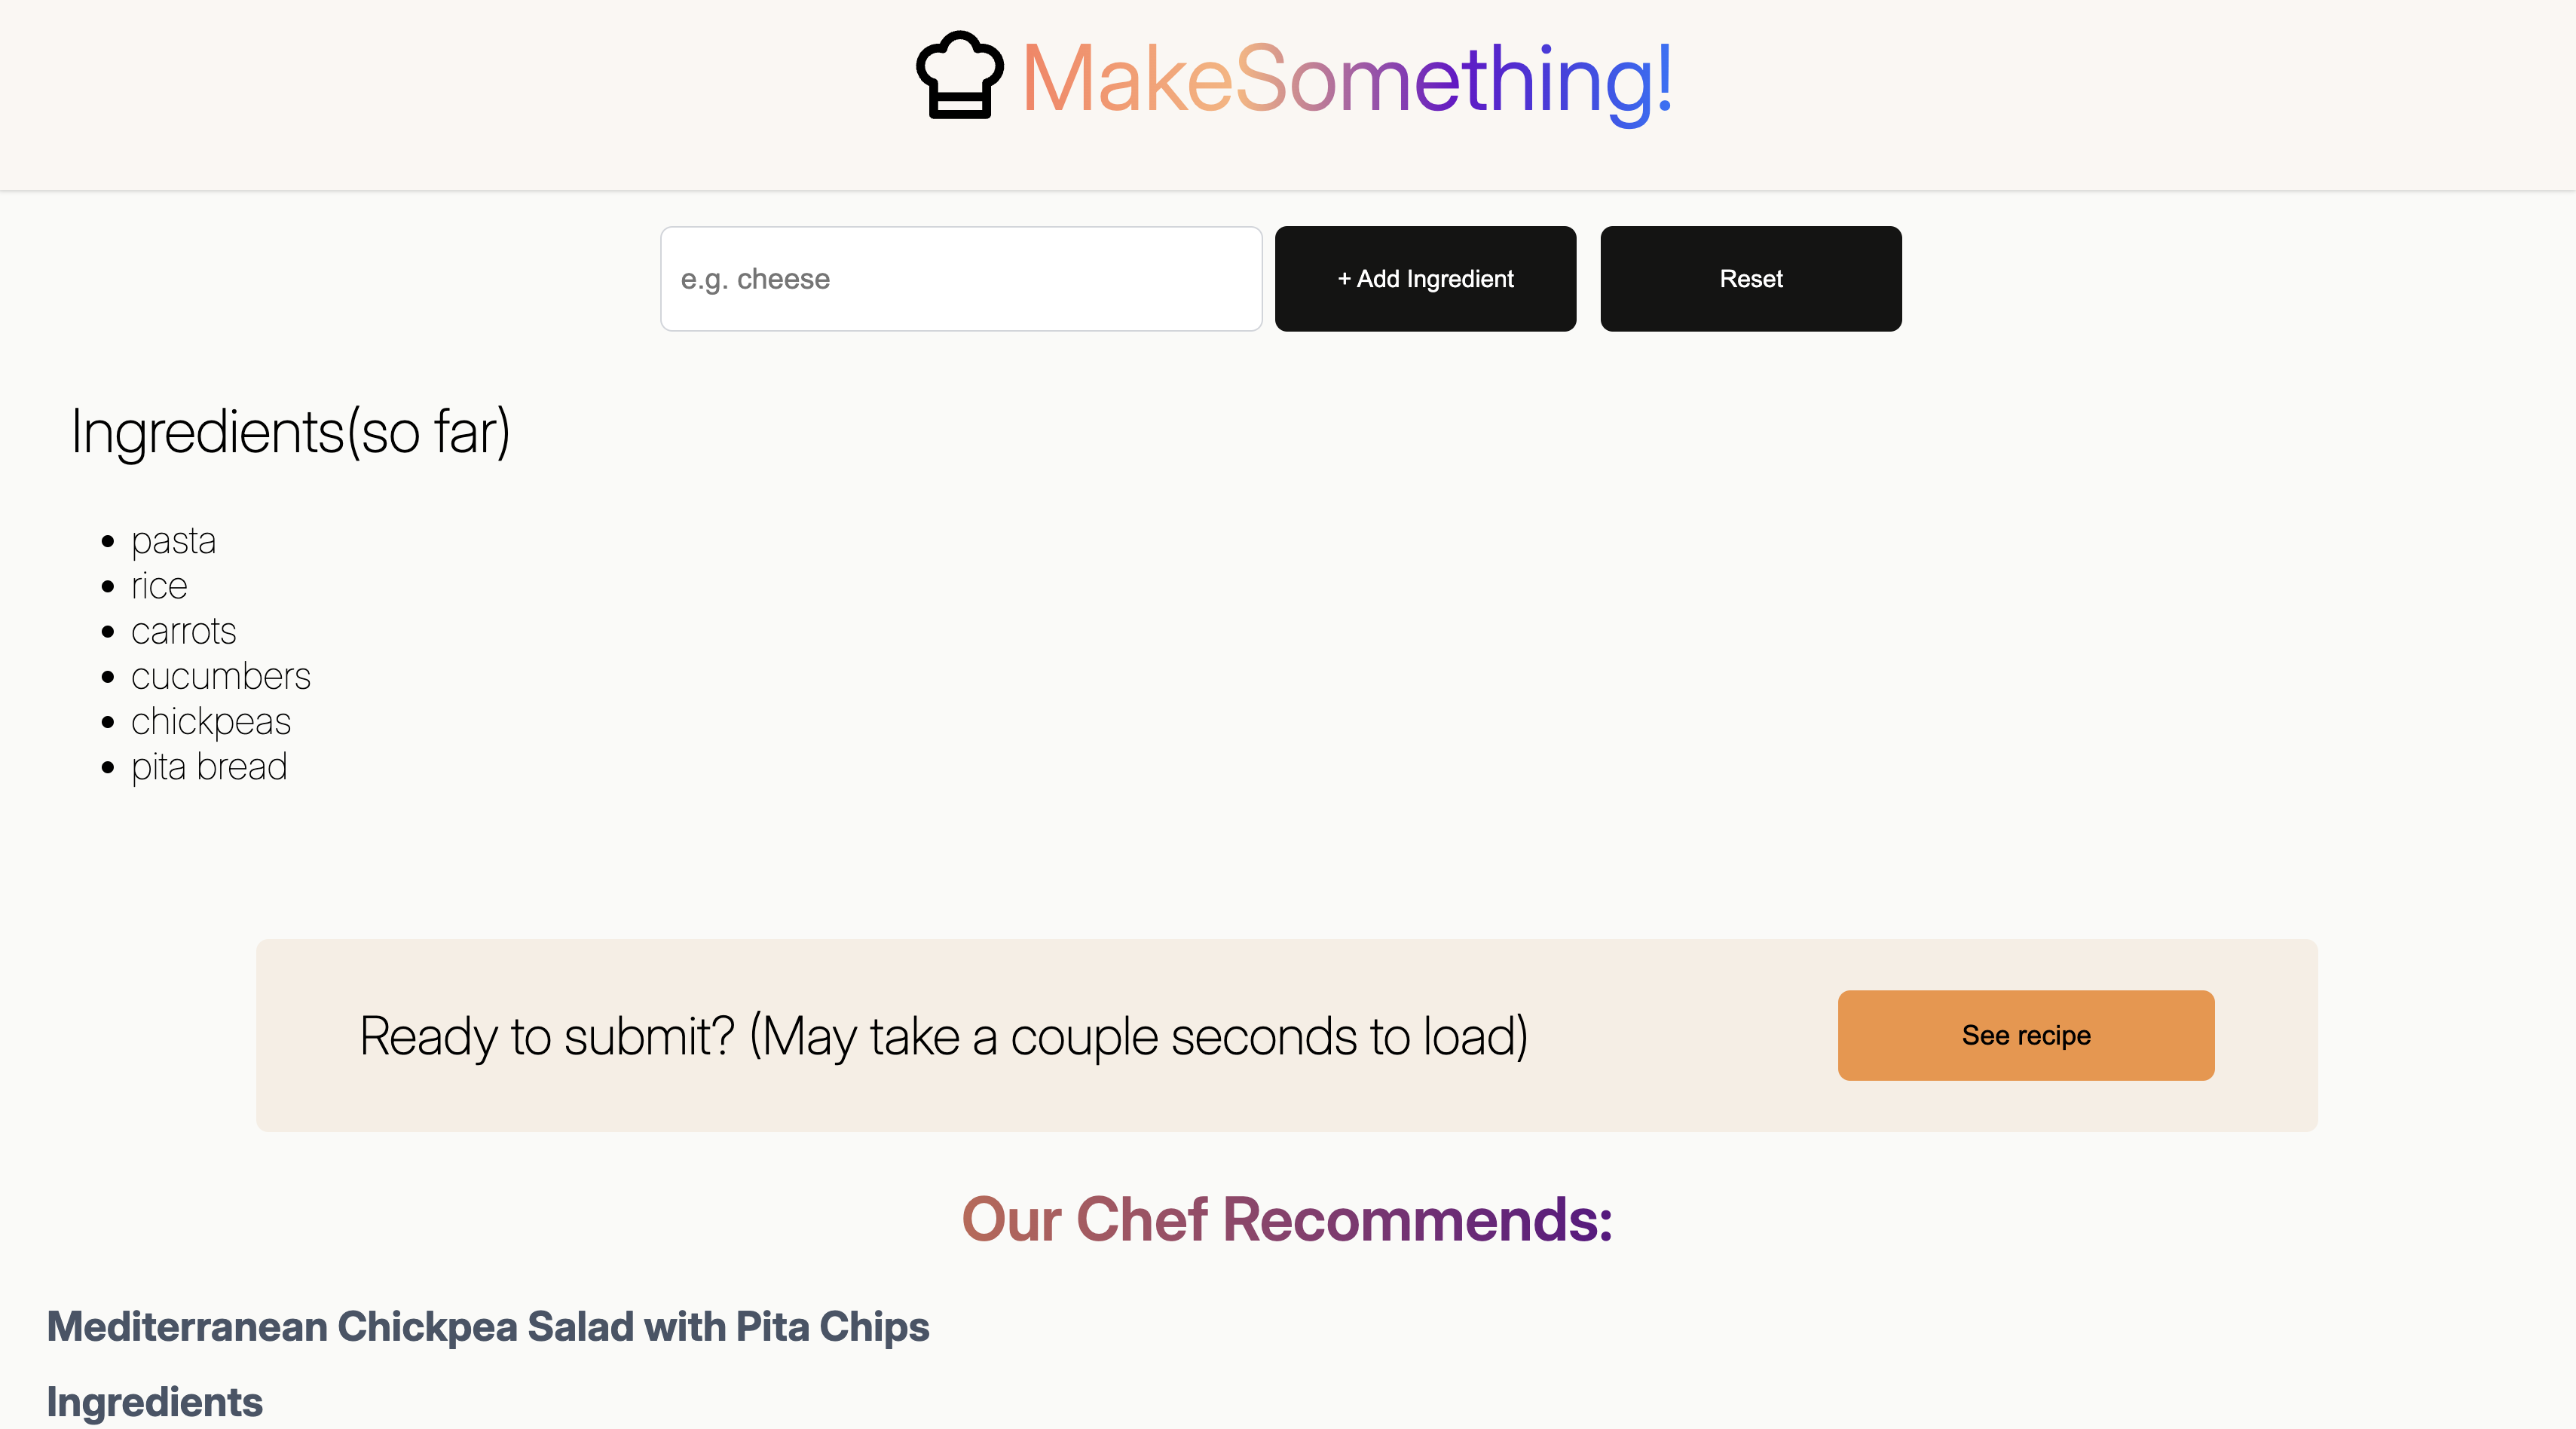 MakeSomething!
e.g. cheese
+ Add Ingredient
Reset
Ingredients(so far)
pasta
rice
carrots
cucumbers
chickpeas
pita bread
Ready to submit? (May take a couple seconds to load)
See recipe
Our Chef Recommends:
Mediterranean Chickpea Salad with Pita Chips
Ingredients